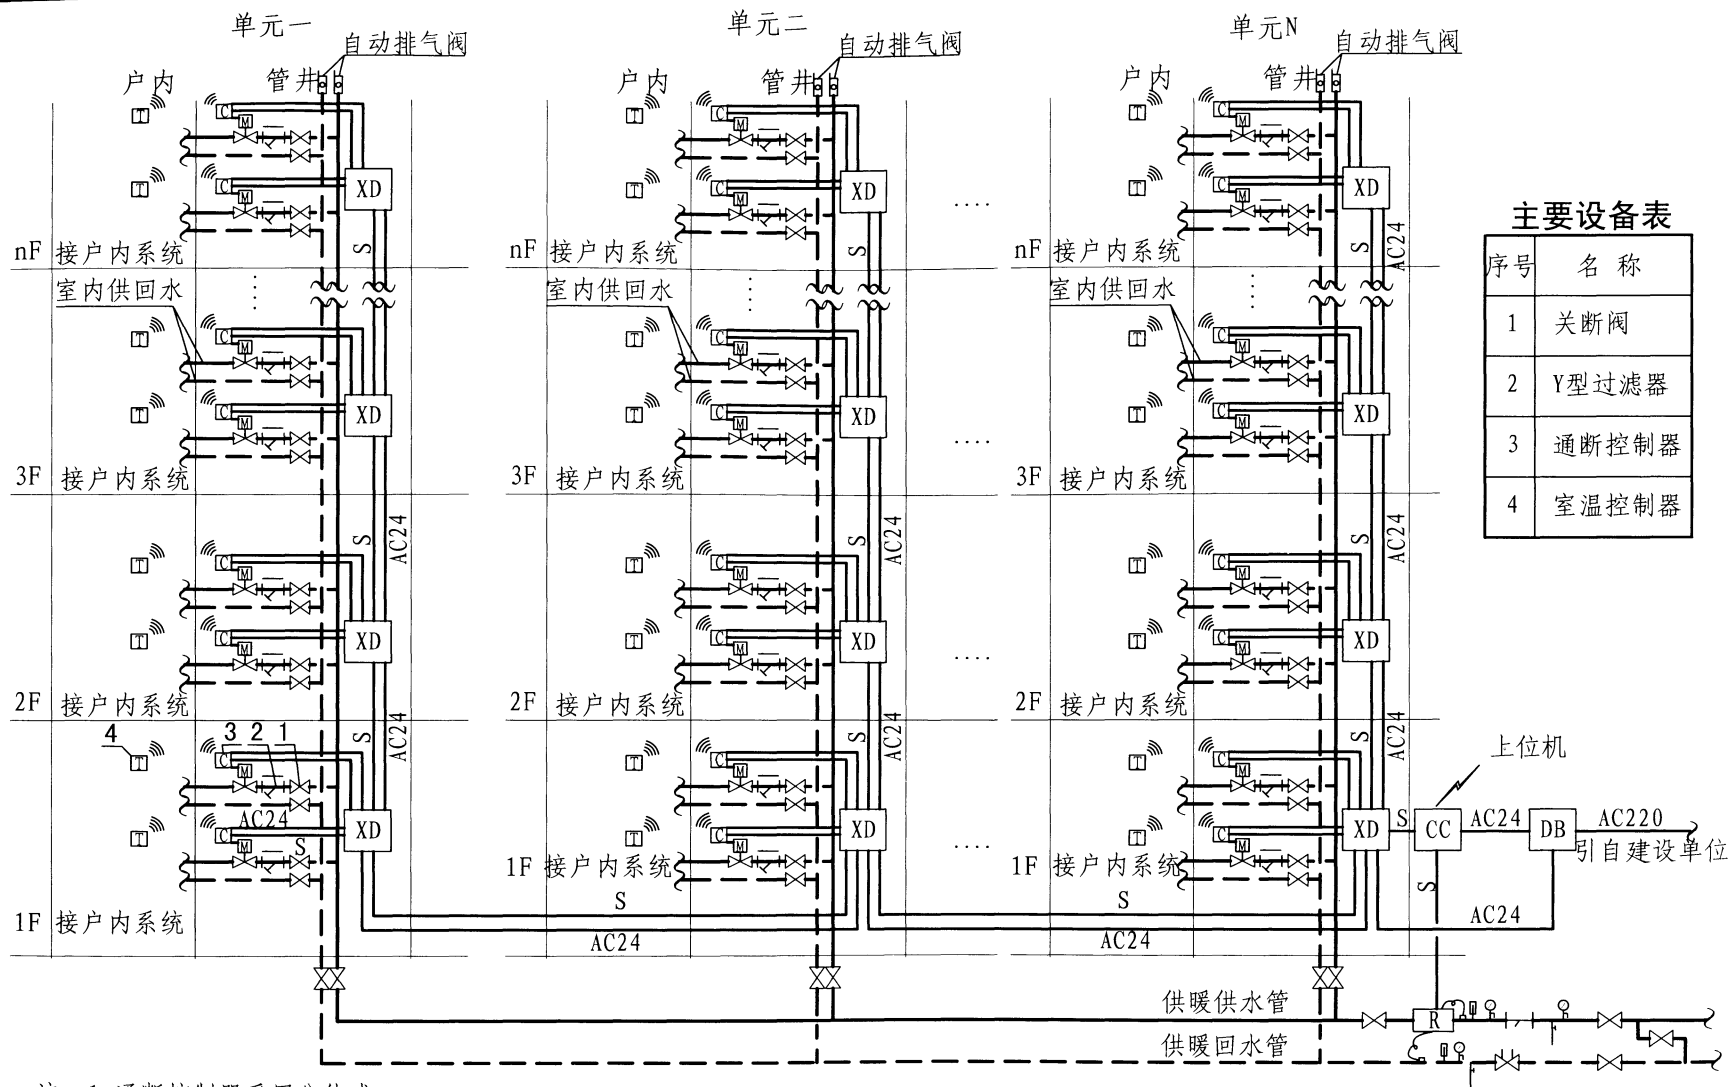 单元一 单元二 单元N
自动排气阀 自动排气阀 自动排气阀
户内 管井 户内 管井 户内 管井
T C M T C M T C M
T C M XD T C M XD T C M XD
主要设备表
序号 名称
1 关断阀
2 Y型过滤器
3 通断控制器
4 室温控制器
S S S AC24
nF 接户内系统 nF 接户内系统 nF 接户内系统
室内供回水 室内供回水 室内供回水
T C M T C M T C M
T C M XD T C M XD T C M XD
3F 接户内系统 3F 接户内系统 3F 接户内系统
S AC24 S AC24 S AC24
T C M T C M T C M
T C M XD T C M XD T C M XD
2F 接户内系统 2F 接户内系统 2F 接户内系统
S AC24 S AC24 S AC24
4 3 2 1
T C M T C M T C M
上位机
AC24
T C M XD T C M XD T C M XD S CC AC24 DB AC220
S
引自建设单位
1F 接户内系统 1F 接户内系统
S
1F 接户内系统
S S AC24
AC24 AC24
供暖供水管
R
供暖回水管